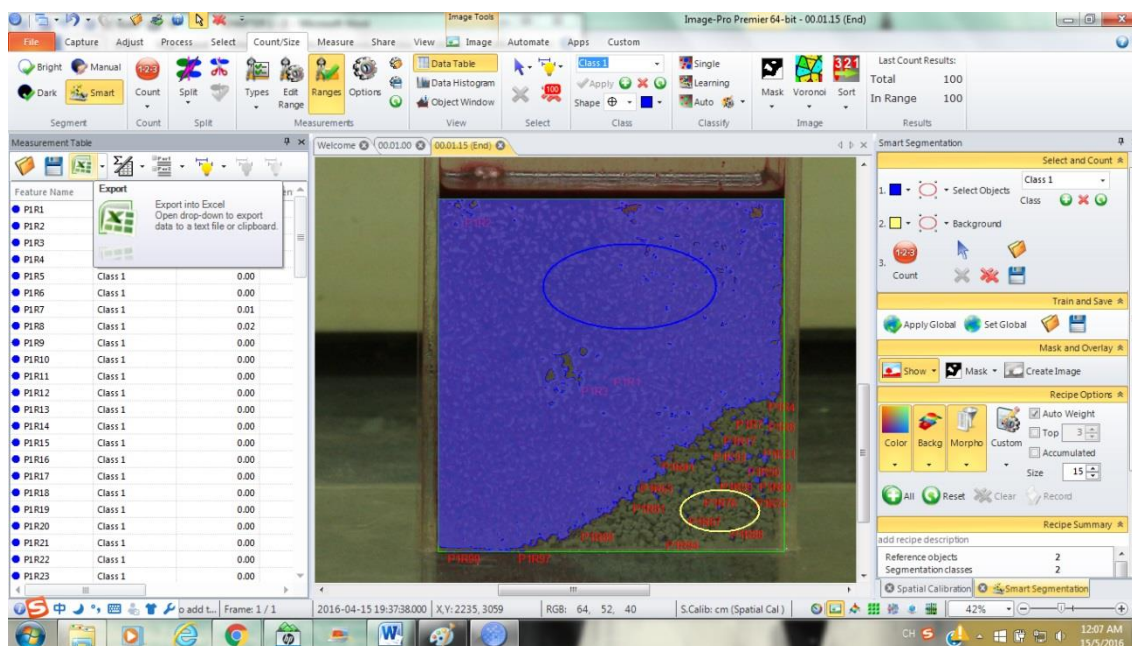 Image Tools
Image-Pro Premier 64-bit - 00.01.15 (End)
File Capture Adjust Process Select Count/Size Measure Share View Image Automate Apps Custom
Bright Manual
Dark Smart
Segment
Count
Count
Split
Split
Types Edit Range Ranges Options
Measurements
Data Table
Data Histogram
Object Window
View
Select
Class 1
Apply
Shape
Class
Single
Learning
Auto
Classify
Mask Voronoi Sort
Image
Last Count Results:
Total 100
In Range 100
Results
Measurement Table
Welcome 00.01.00 00.01.15 (End)
Feature Name
Export
Export into Excel
Open drop-down to export
data to a text file or clipboard.
P1R1
P1R2
P1R3
P1R4
P1R5 Class 1 0.00
P1R6 Class 1 0.00
P1R7 Class 1 0.01
P1R8 Class 1 0.02
P1R9 Class 1 0.00
P1R10 Class 1 0.00
P1R11 Class 1 0.00
P1R12 Class 1 0.00
P1R13 Class 1 0.00
P1R14 Class 1 0.00
P1R15 Class 1 0.00
P1R16 Class 1 0.00
P1R17 Class 1 0.00
P1R18 Class 1 0.00
P1R19 Class 1 0.00
P1R20 Class 1 0.00
P1R21 Class 1 0.00
P1R22 Class 1 0.00
P1R23 Class 1 0.00
P1R97
Smart Segmentation
Select and Count
1. Select Objects
Class 1
Class
2. Background
3.
Count
Train and Save
Apply Global Set Global
Mask and Overlay
Show Mask Create Image
Recipe Options
Color Backg Morpho Custom
Auto Weight
Top 3
Accumulated
Size 15
All Reset Clear Record
Recipe Summary
add recipe description
Reference objects 2
Segmentation classes 2
Spatial Calibration Smart Segmentation
中
o add t... Frame: 1 / 1 2016-04-15 19:37:38.000 X,Y: 2235, 3059 RGB: 64, 52, 40 S.Calib: cm (Spatial Cal ) 42%
CH
12:07 AM
15/5/2016